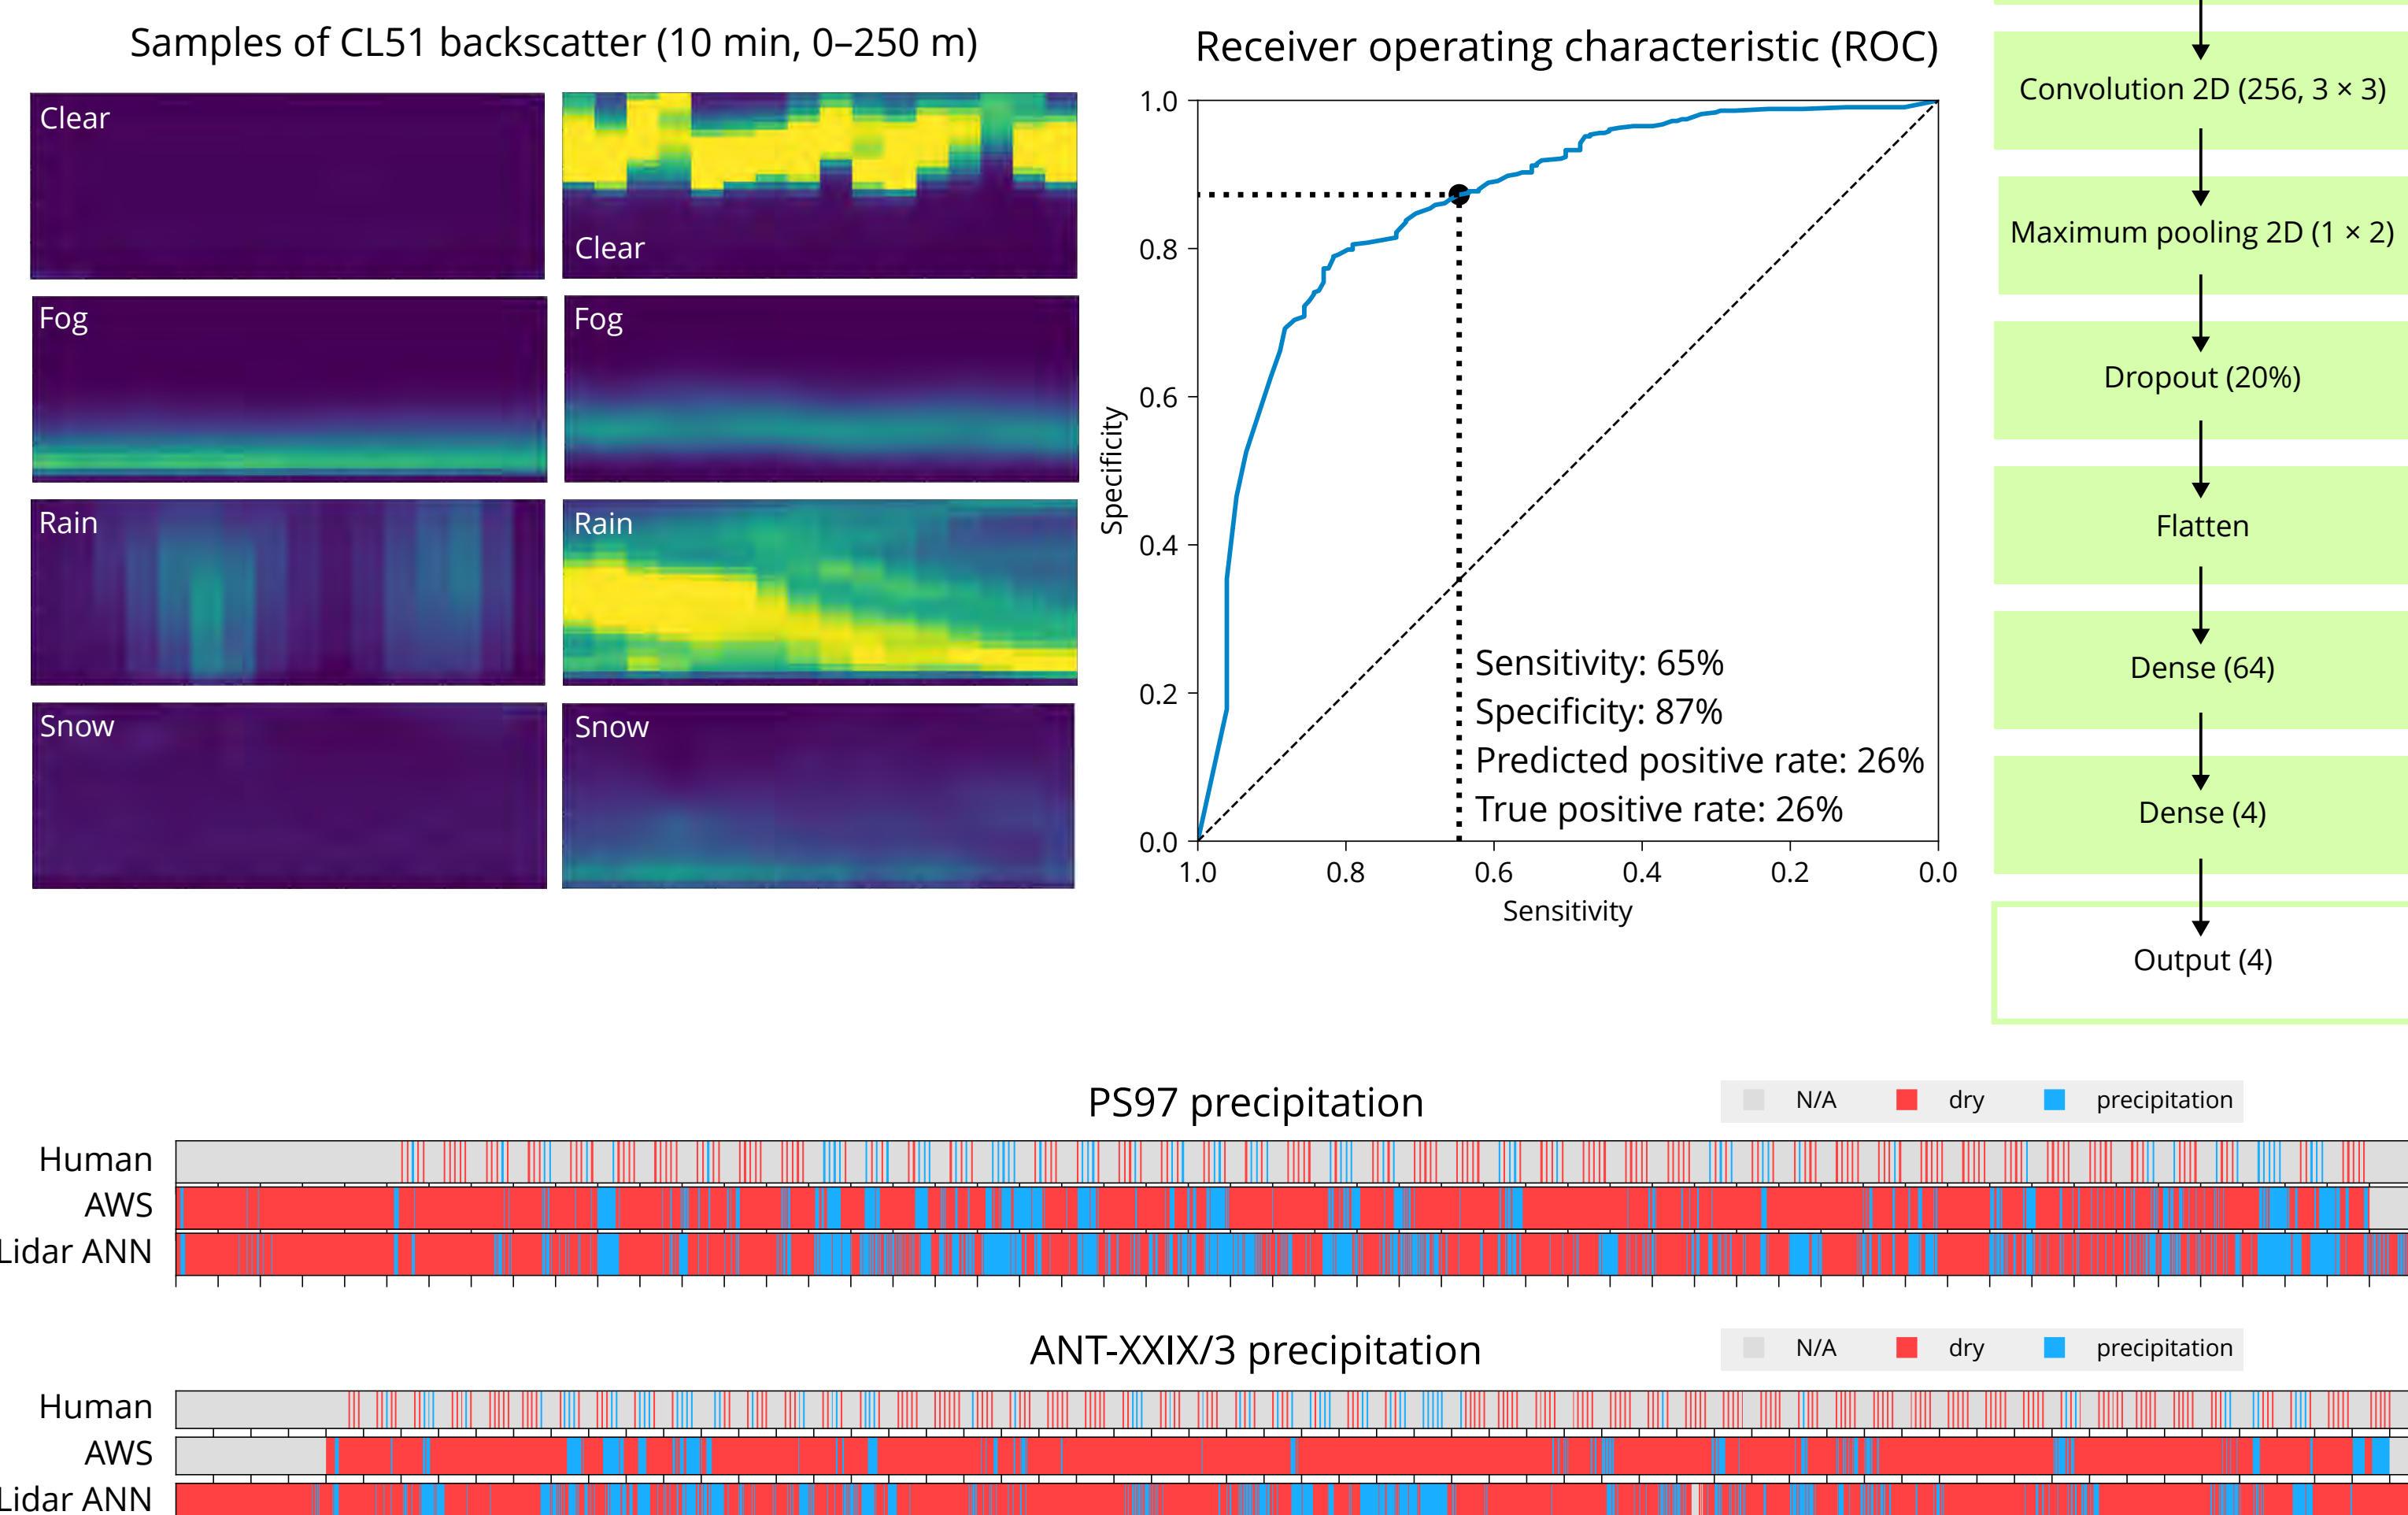 Samples of CL51 backscatter (10 min, 0–250 m)
Clear
Clear
Fog
Fog
Rain
Rain
Snow
Snow
Receiver operating characteristic (ROC)
1.0
0.8
0.6
0.4
0.2
0.0
Specificity
Sensitivity: 65%
Specificity: 87%
Predicted positive rate: 26%
True positive rate: 26%
1.0 0.8 0.6 0.4 0.2 0.0
Sensitivity
Convolution 2D (256, 3 × 3)
Maximum pooling 2D (1 × 2)
Dropout (20%)
Flatten
Dense (64)
Dense (4)
Output (4)
PS97 precipitation
N/A dry precipitation
Human
AWS
Lidar ANN
ANT-XXIX/3 precipitation
N/A dry precipitation
Human
AWS
Lidar ANN